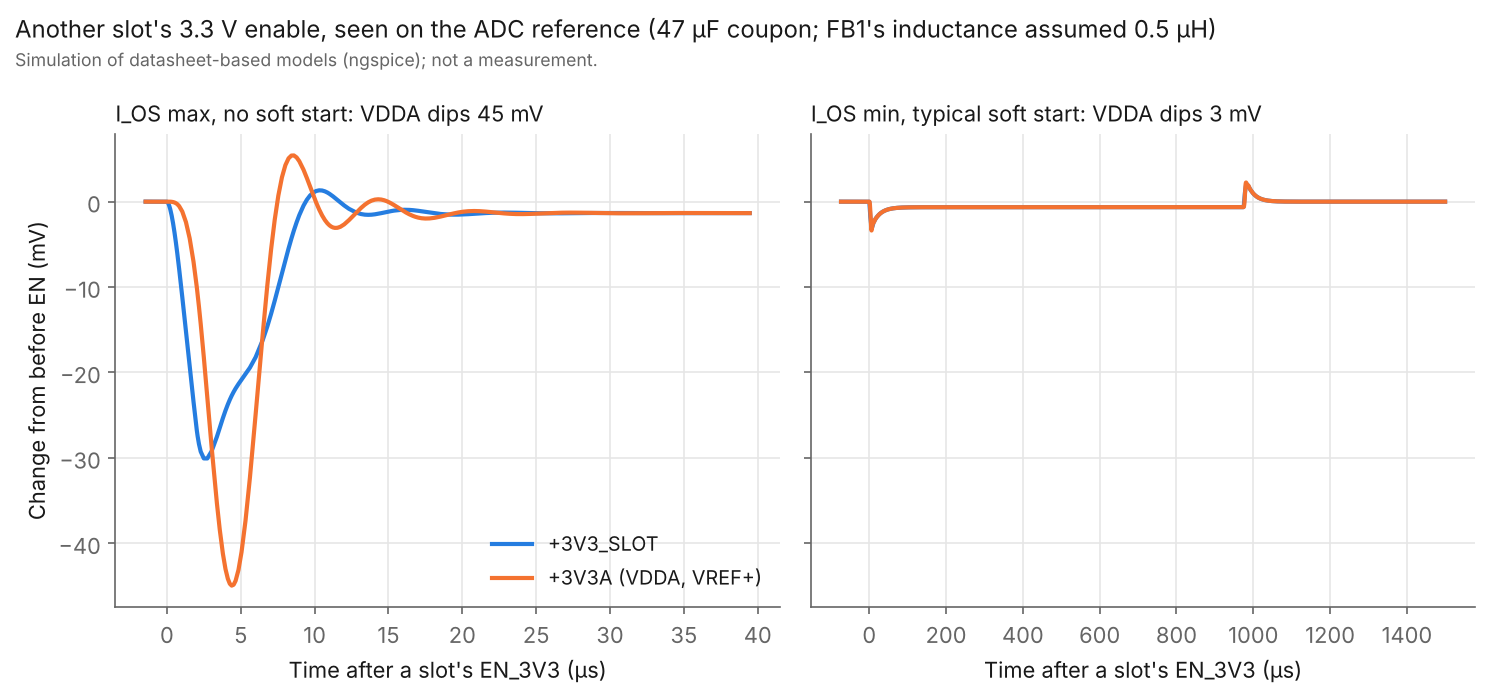 Another slot's 3.3 V enable, seen on the ADC reference (47 µF coupon; FB1's inductance assumed 0.5 µH)
Simulation of datasheet-based models (ngspice); not a measurement.
I_OS max, no soft start: VDDA dips 45 mV
I_OS min, typical soft start: VDDA dips 3 mV
Change from before EN (mV)
0
−10
−20
−30
−40
+3V3_SLOT
+3V3A (VDDA, VREF+)
0 5 10 15 20 25 30 35 40
0 200 400 600 800 1000 1200 1400
Time after a slot's EN_3V3 (µs)
Time after a slot's EN_3V3 (µs)